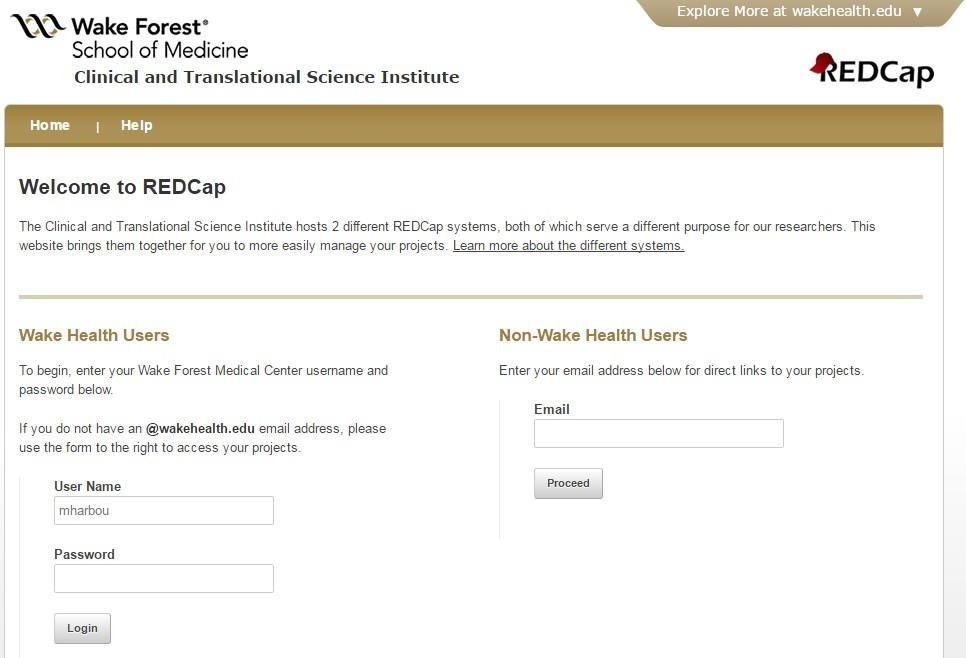 Explore More at wakehealth.edu ▼
Wake Forest®
School of Medicine
Clinical and Translational Science Institute
REDCap
Home | Help
Welcome to REDCap
The Clinical and Translational Science Institute hosts 2 different REDCap systems, both of which serve a different purpose for our researchers. This
website brings them together for you to more easily manage your projects. Learn more about the different systems.
Wake Health Users
To begin, enter your Wake Forest Medical Center username and
password below.
If you do not have an @wakehealth.edu email address, please
use the form to the right to access your projects.
User Name
mharbou
Password
Login
Non-Wake Health Users
Enter your email address below for direct links to your projects.
Email
Proceed